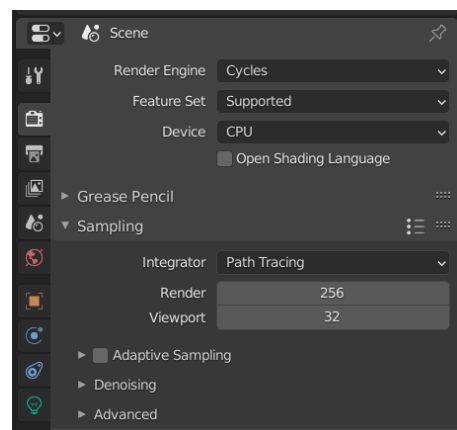 Scene
Render Engine Cycles
Feature Set Supported
Device CPU
Open Shading Language
Grease Pencil
Sampling
Integrator Path Tracing
Render 256
Viewport 32
Adaptive Sampling
Denoising
Advanced